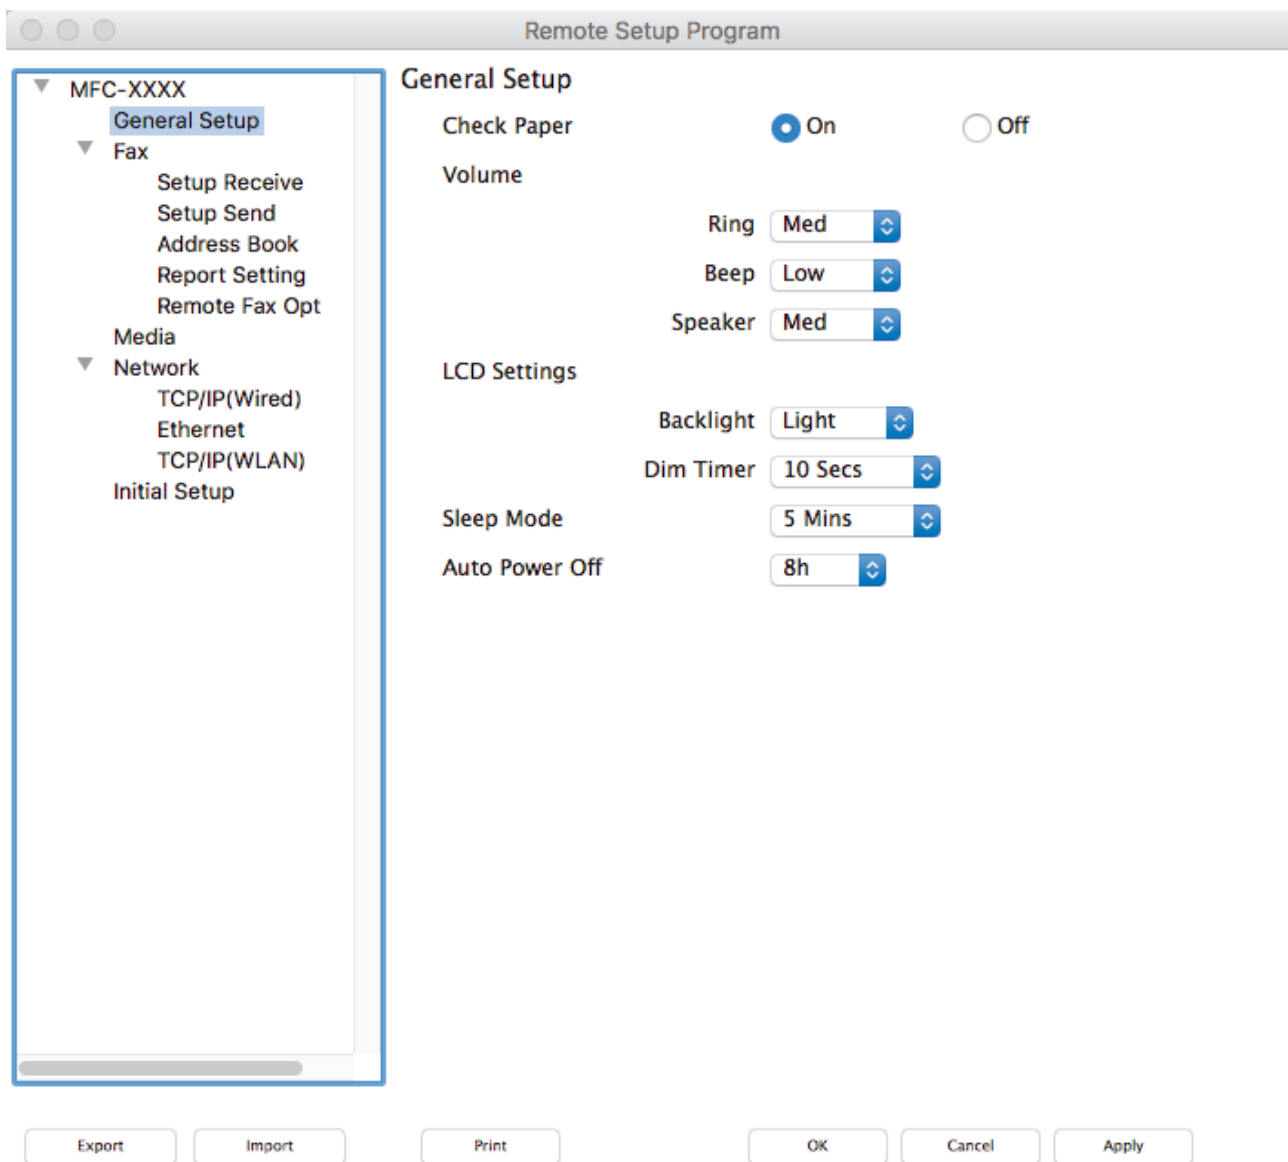 Remote Setup Program
MFC-XXXX
General Setup
Fax
Setup Receive
Setup Send
Address Book
Report Setting
Remote Fax Opt
Media
Network
TCP/IP(Wired)
Ethernet
TCP/IP(WLAN)
Initial Setup
General Setup
Check Paper On Off
Volume
Ring Med
Beep Low
Speaker Med
LCD Settings
Backlight Light
Dim Timer 10 Secs
Sleep Mode 5 Mins
Auto Power Off 8h
Export Import Print OK Cancel Apply